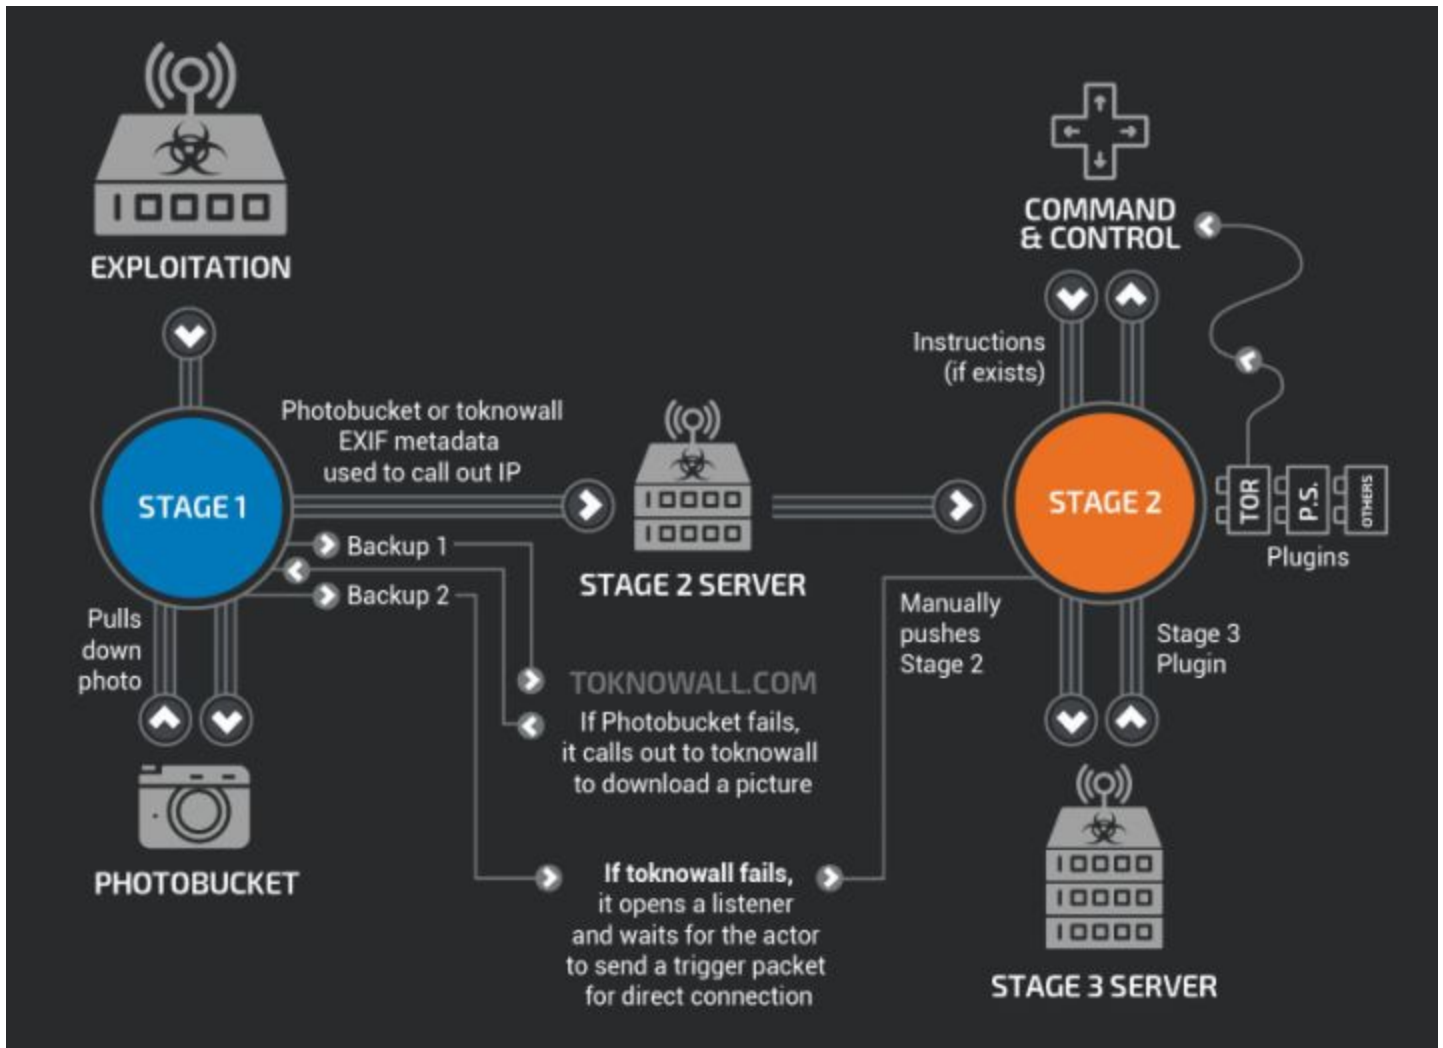 EXPLOITATION
COMMAND
& CONTROL
Instructions
(if exists)
Photobucket or toknowall
EXIF metadata
used to call out IP
STAGE 1
STAGE 2
TOR
P.S.
OTHERS
Plugins
Backup 1
Backup 2
STAGE 2 SERVER
Pulls
down
photo
Manually
pushes
Stage 2
Stage 3
Plugin
TOKNOWALL.COM
If Photobucket fails,
it calls out to toknowall
to download a picture
PHOTOBUCKET
If toknowall fails,
it opens a listener
and waits for the actor
to send a trigger packet
for direct connection
STAGE 3 SERVER